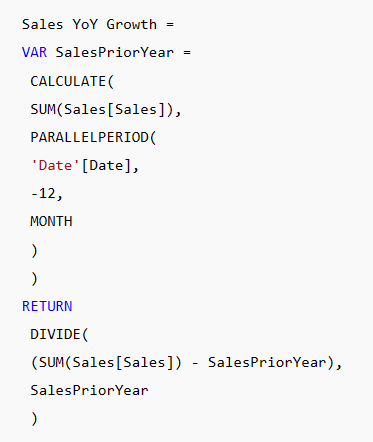 Sales YoY Growth =
VAR SalesPriorYear =
CALCULATE(
SUM(Sales[Sales]),
PARALLELPERIOD(
'Date'[Date],
-12,
MONTH
)
)
RETURN
DIVIDE(
(SUM(Sales[Sales]) - SalesPriorYear),
SalesPriorYear
)